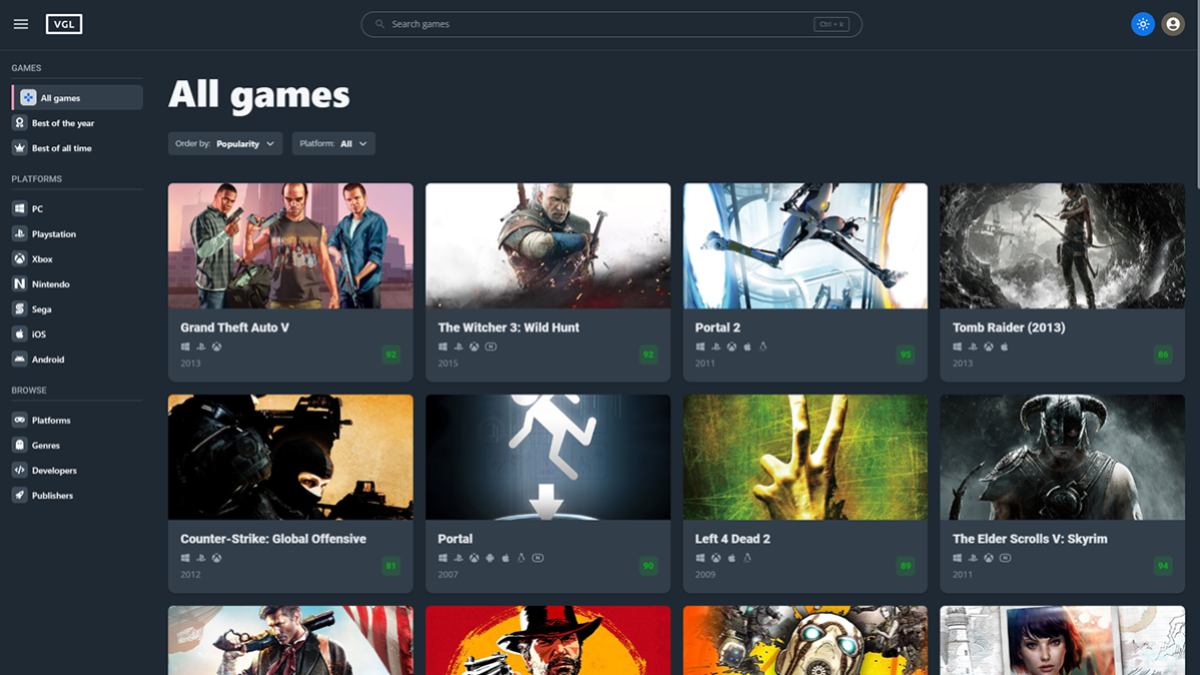 VGL
Search games
Ctrl + k
GAMES
All games
Best of the year
Best of all time
PLATFORMS
PC
Playstation
Xbox
Nintendo
Sega
iOS
Android
BROWSE
Platforms
Genres
Developers
Publishers
All games
Order by: Popularity
Platform: All
Grand Theft Auto V
2013
92
The Witcher 3: Wild Hunt
2015
92
Portal 2
2011
95
Tomb Raider (2013)
2013
86
Counter-Strike: Global Offensive
2012
81
Portal
2007
90
Left 4 Dead 2
2009
89
The Elder Scrolls V: Skyrim
2011
94